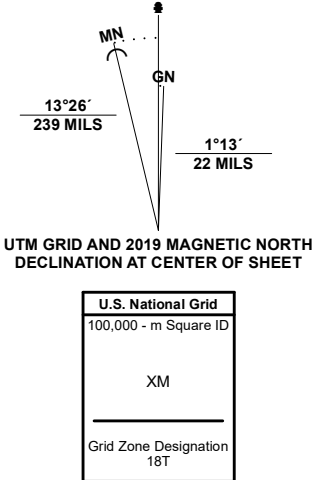 MN
GN
13°26´
239 MILS
1°13´
22 MILS
UTM GRID AND 2019 MAGNETIC NORTH
DECLINATION AT CENTER OF SHEET
U.S. National Grid
100,000 - m Square ID
XM
Grid Zone Designation
18T